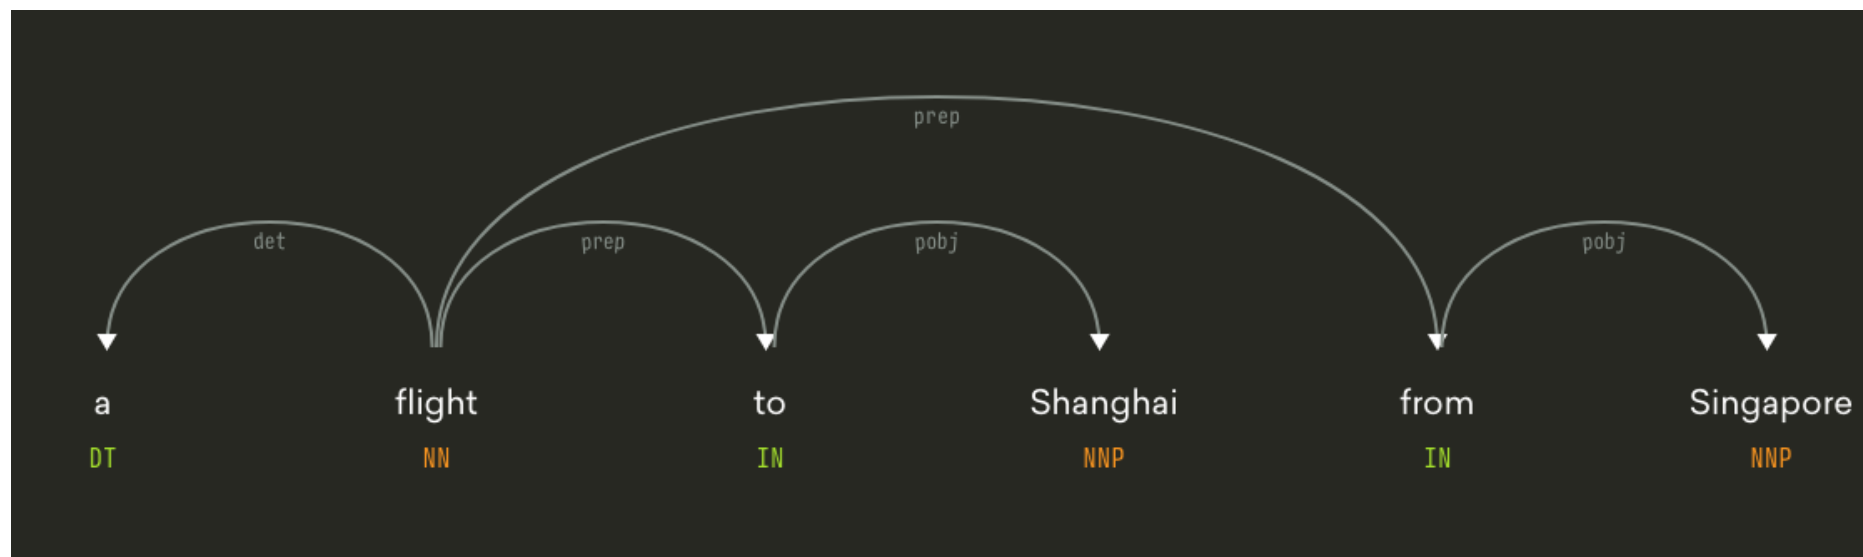 prep
det prep pobj pobj
a flight to Shanghai from Singapore
DT NN IN NNP IN NNP